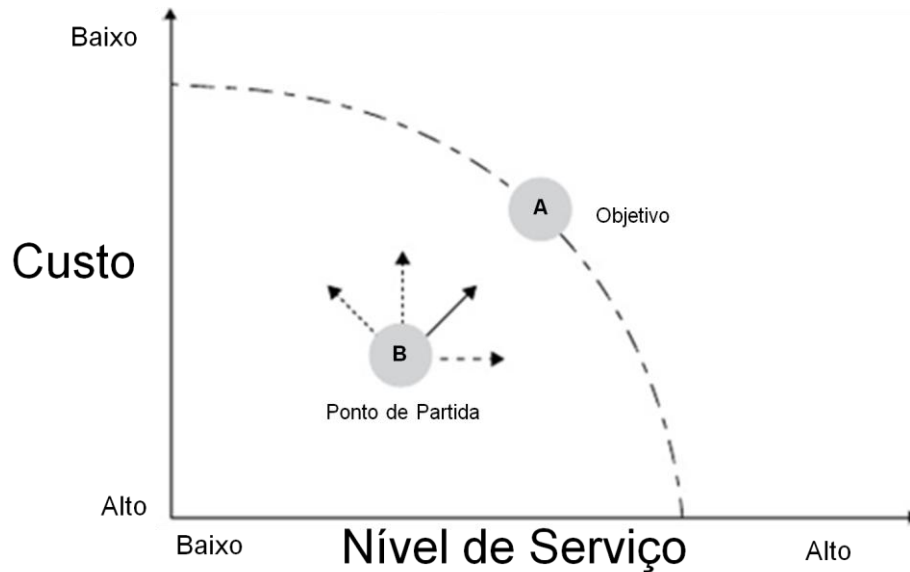 Baixo
A
Objetivo
Custo
B
Ponto de Partida
Alto
Baixo
Nível de Serviço
Alto